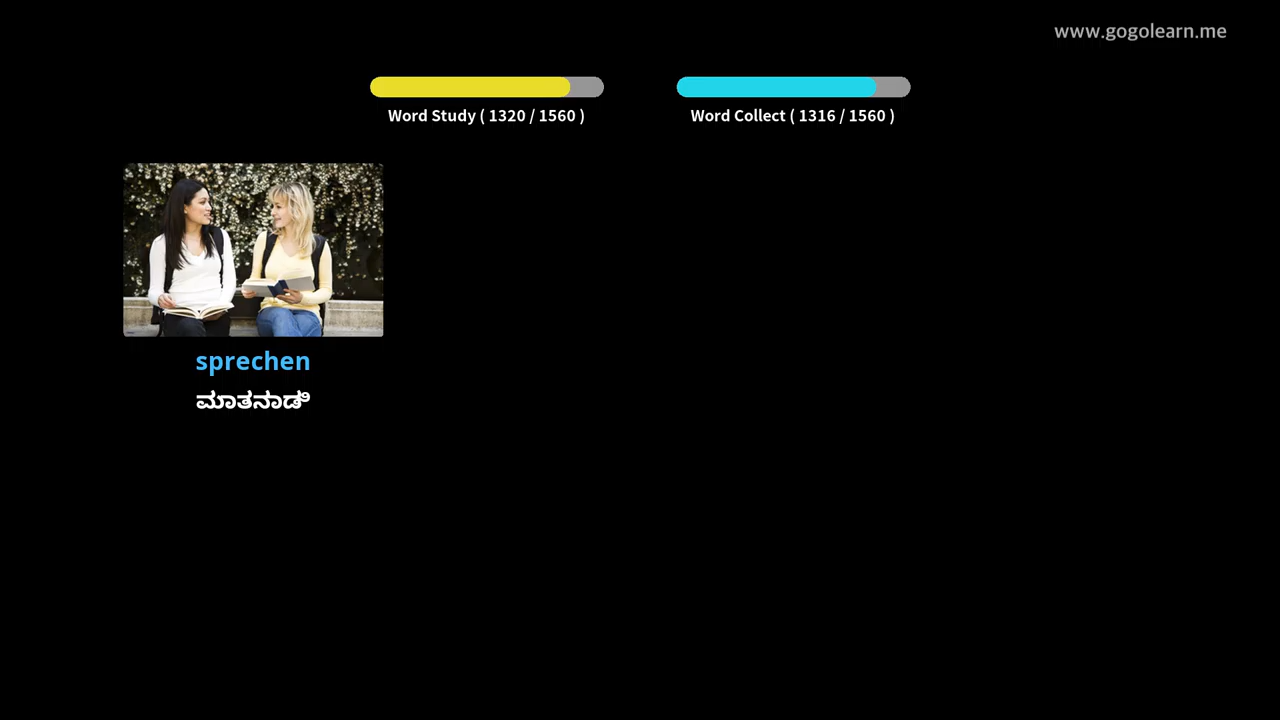 www.gogolearn.me
Word Study ( 1320 / 1560 )
Word Collect ( 1316 / 1560 )
sprechen
ಮಾತನಾಡಿ